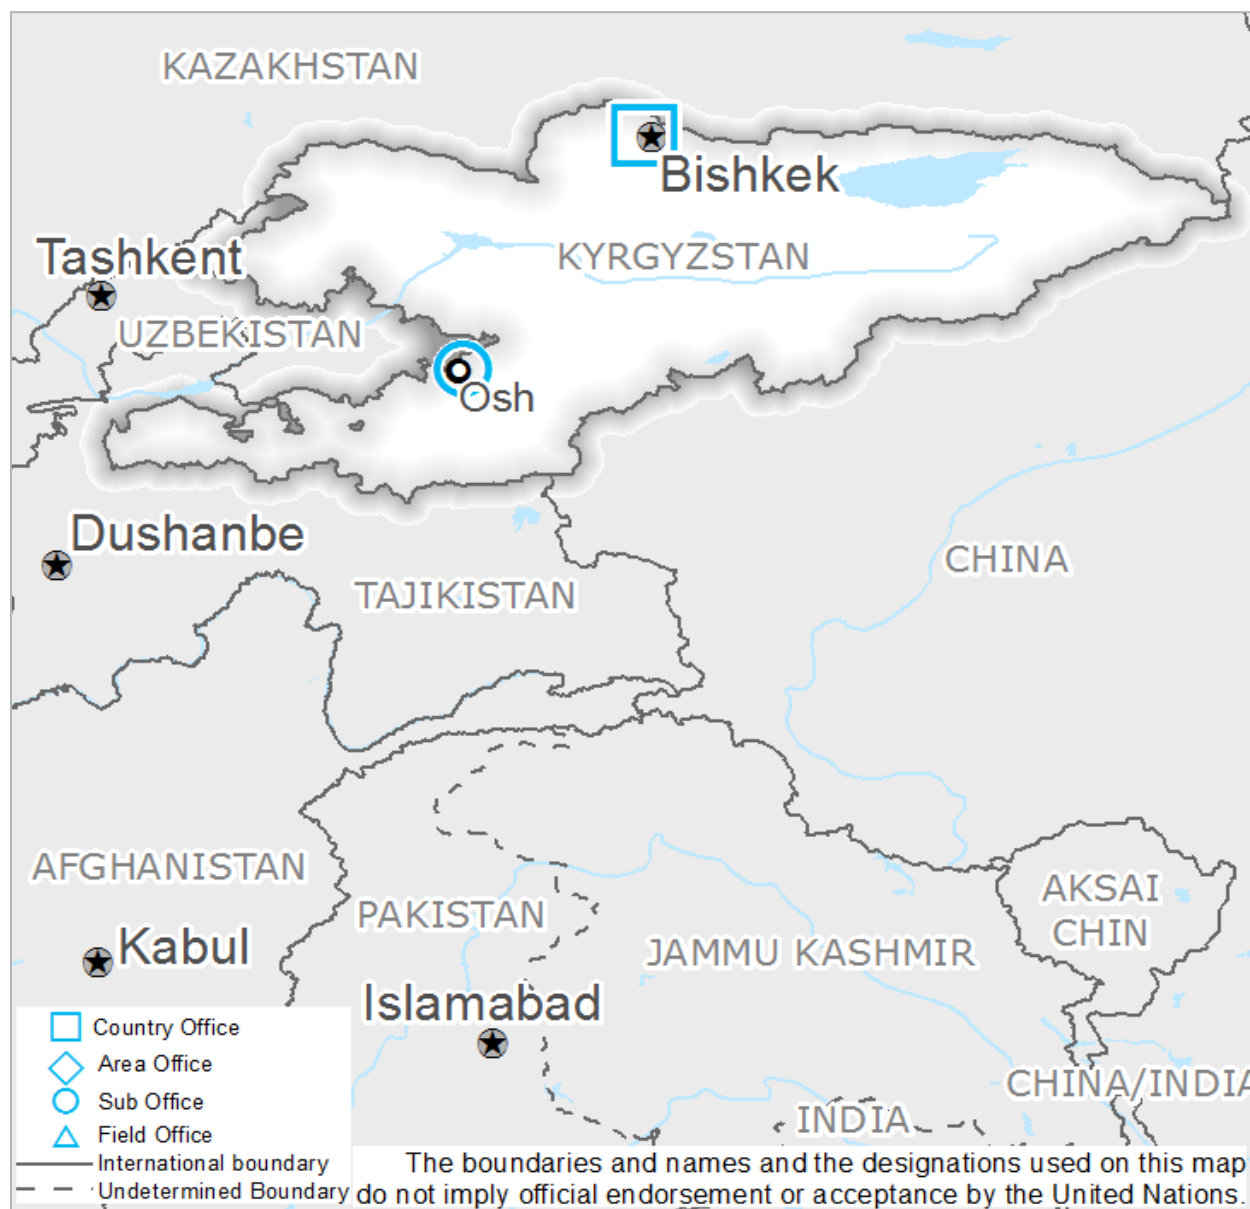 KAZAKHSTAN
Bishkek
Tashkent
KYRGYZSTAN
UZBEKISTAN
Osh
Dushanbe
CHINA
TAJIKISTAN
AFGHANISTAN
AKSAI
CHIN
PAKISTAN
JAMMU KASHMIR
Kabul
Islamabad
CHINA/INDIA
INDIA
Country Office
Area Office
Sub Office
Field Office
International boundary
Undetermined Boundary
The boundaries and names and the designations used on this map
do not imply official endorsement or acceptance by the United Nations.